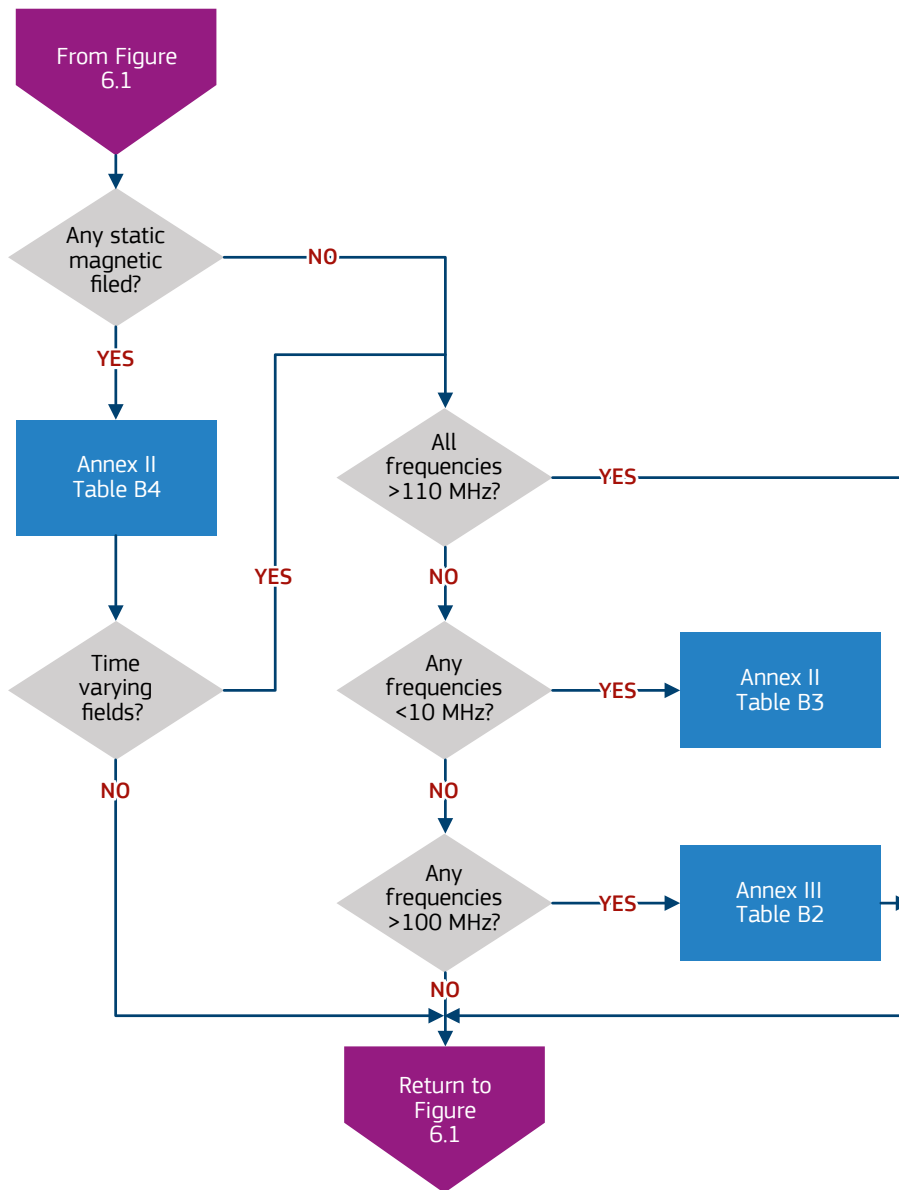 From Figure
6.1
Any static
magnetic
filed?
NO
YES
Annex II
Table B4
All
frequencies
>110 MHz?
YES
NO
YES
Time
varying
fields?
NO
Any
frequencies
<10 MHz?
YES
Annex II
Table B3
NO
Any
frequencies
>100 MHz?
YES
Annex III
Table B2
NO
Return to
Figure
6.1